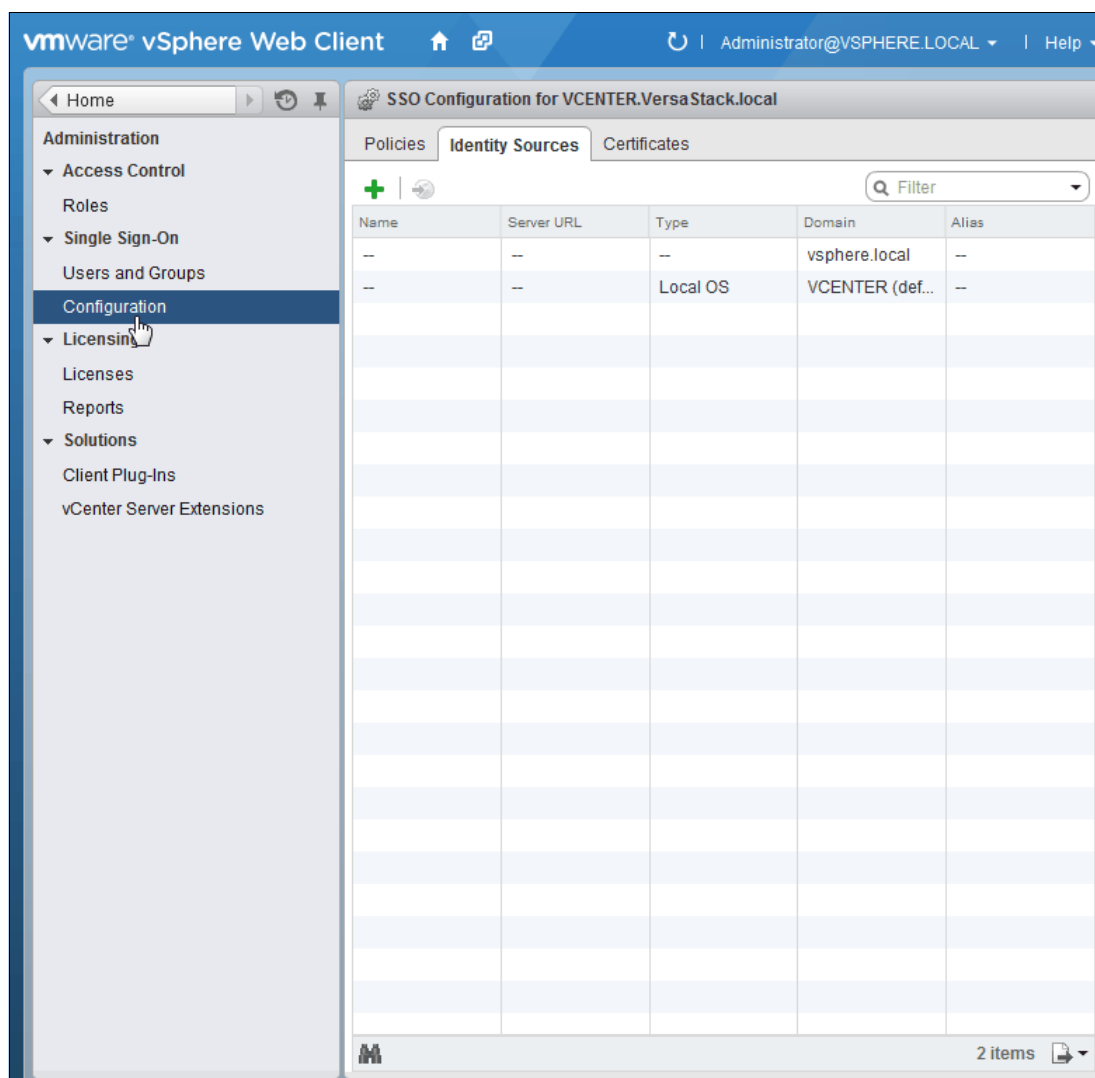 vmware® vSphere Web Client Administrator@VSPHERE.LOCAL Help
Home
Administration
Access Control
Roles
Single Sign-On
Users and Groups
Configuration
Licensing
Licenses
Reports
Solutions
Client Plug-Ins
vCenter Server Extensions
SSO Configuration for VCENTER.VersaStack.local
Policies Identity Sources Certificates
Filter
Name Server URL Type Domain Alias
-- -- -- vsphere.local --
-- -- Local OS VCENTER (def... --
2 items